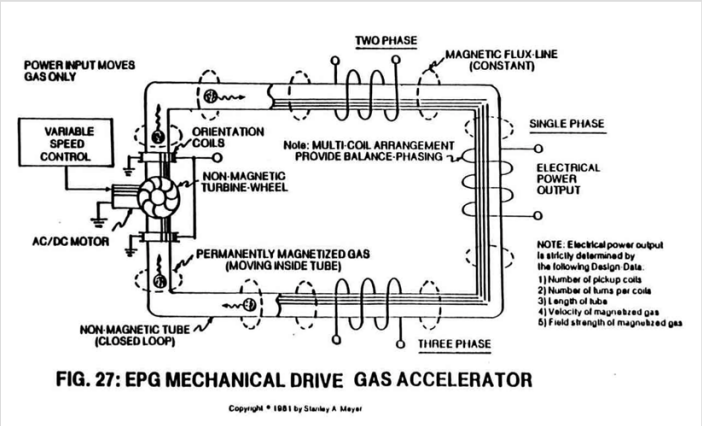 TWO PHASE
MAGNETIC FLUX-LINE
(CONSTANT)
POWER INPUT MOVES
GAS ONLY
SINGLE PHASE
VARIABLE
SPEED
CONTROL
ORIENTATION
COILS
Note: MULTI-COIL ARRANGEMENT
PROVIDE BALANCE-PHASING
ELECTRICAL
POWER
OUTPUT
NON-MAGNETIC
TURBINE-WHEEL
AC/DC MOTOR
PERMANENTLY MAGNETIZED GAS
(MOVING INSIDE TUBE)
NOTE: Electrical power output
is strictly determined by
the following Design Data.
1) Number of pickup coils
2) Number of turns per coils
3) Length of tube
4) Velocity of magnetized gas
5) Field strength of magnetized gas
NON-MAGNETIC TUBE
(CLOSED LOOP)
THREE PHASE
FIG. 27: EPG MECHANICAL DRIVE GAS ACCELERATOR
Copyright © 1981 by Stanley A Meyer